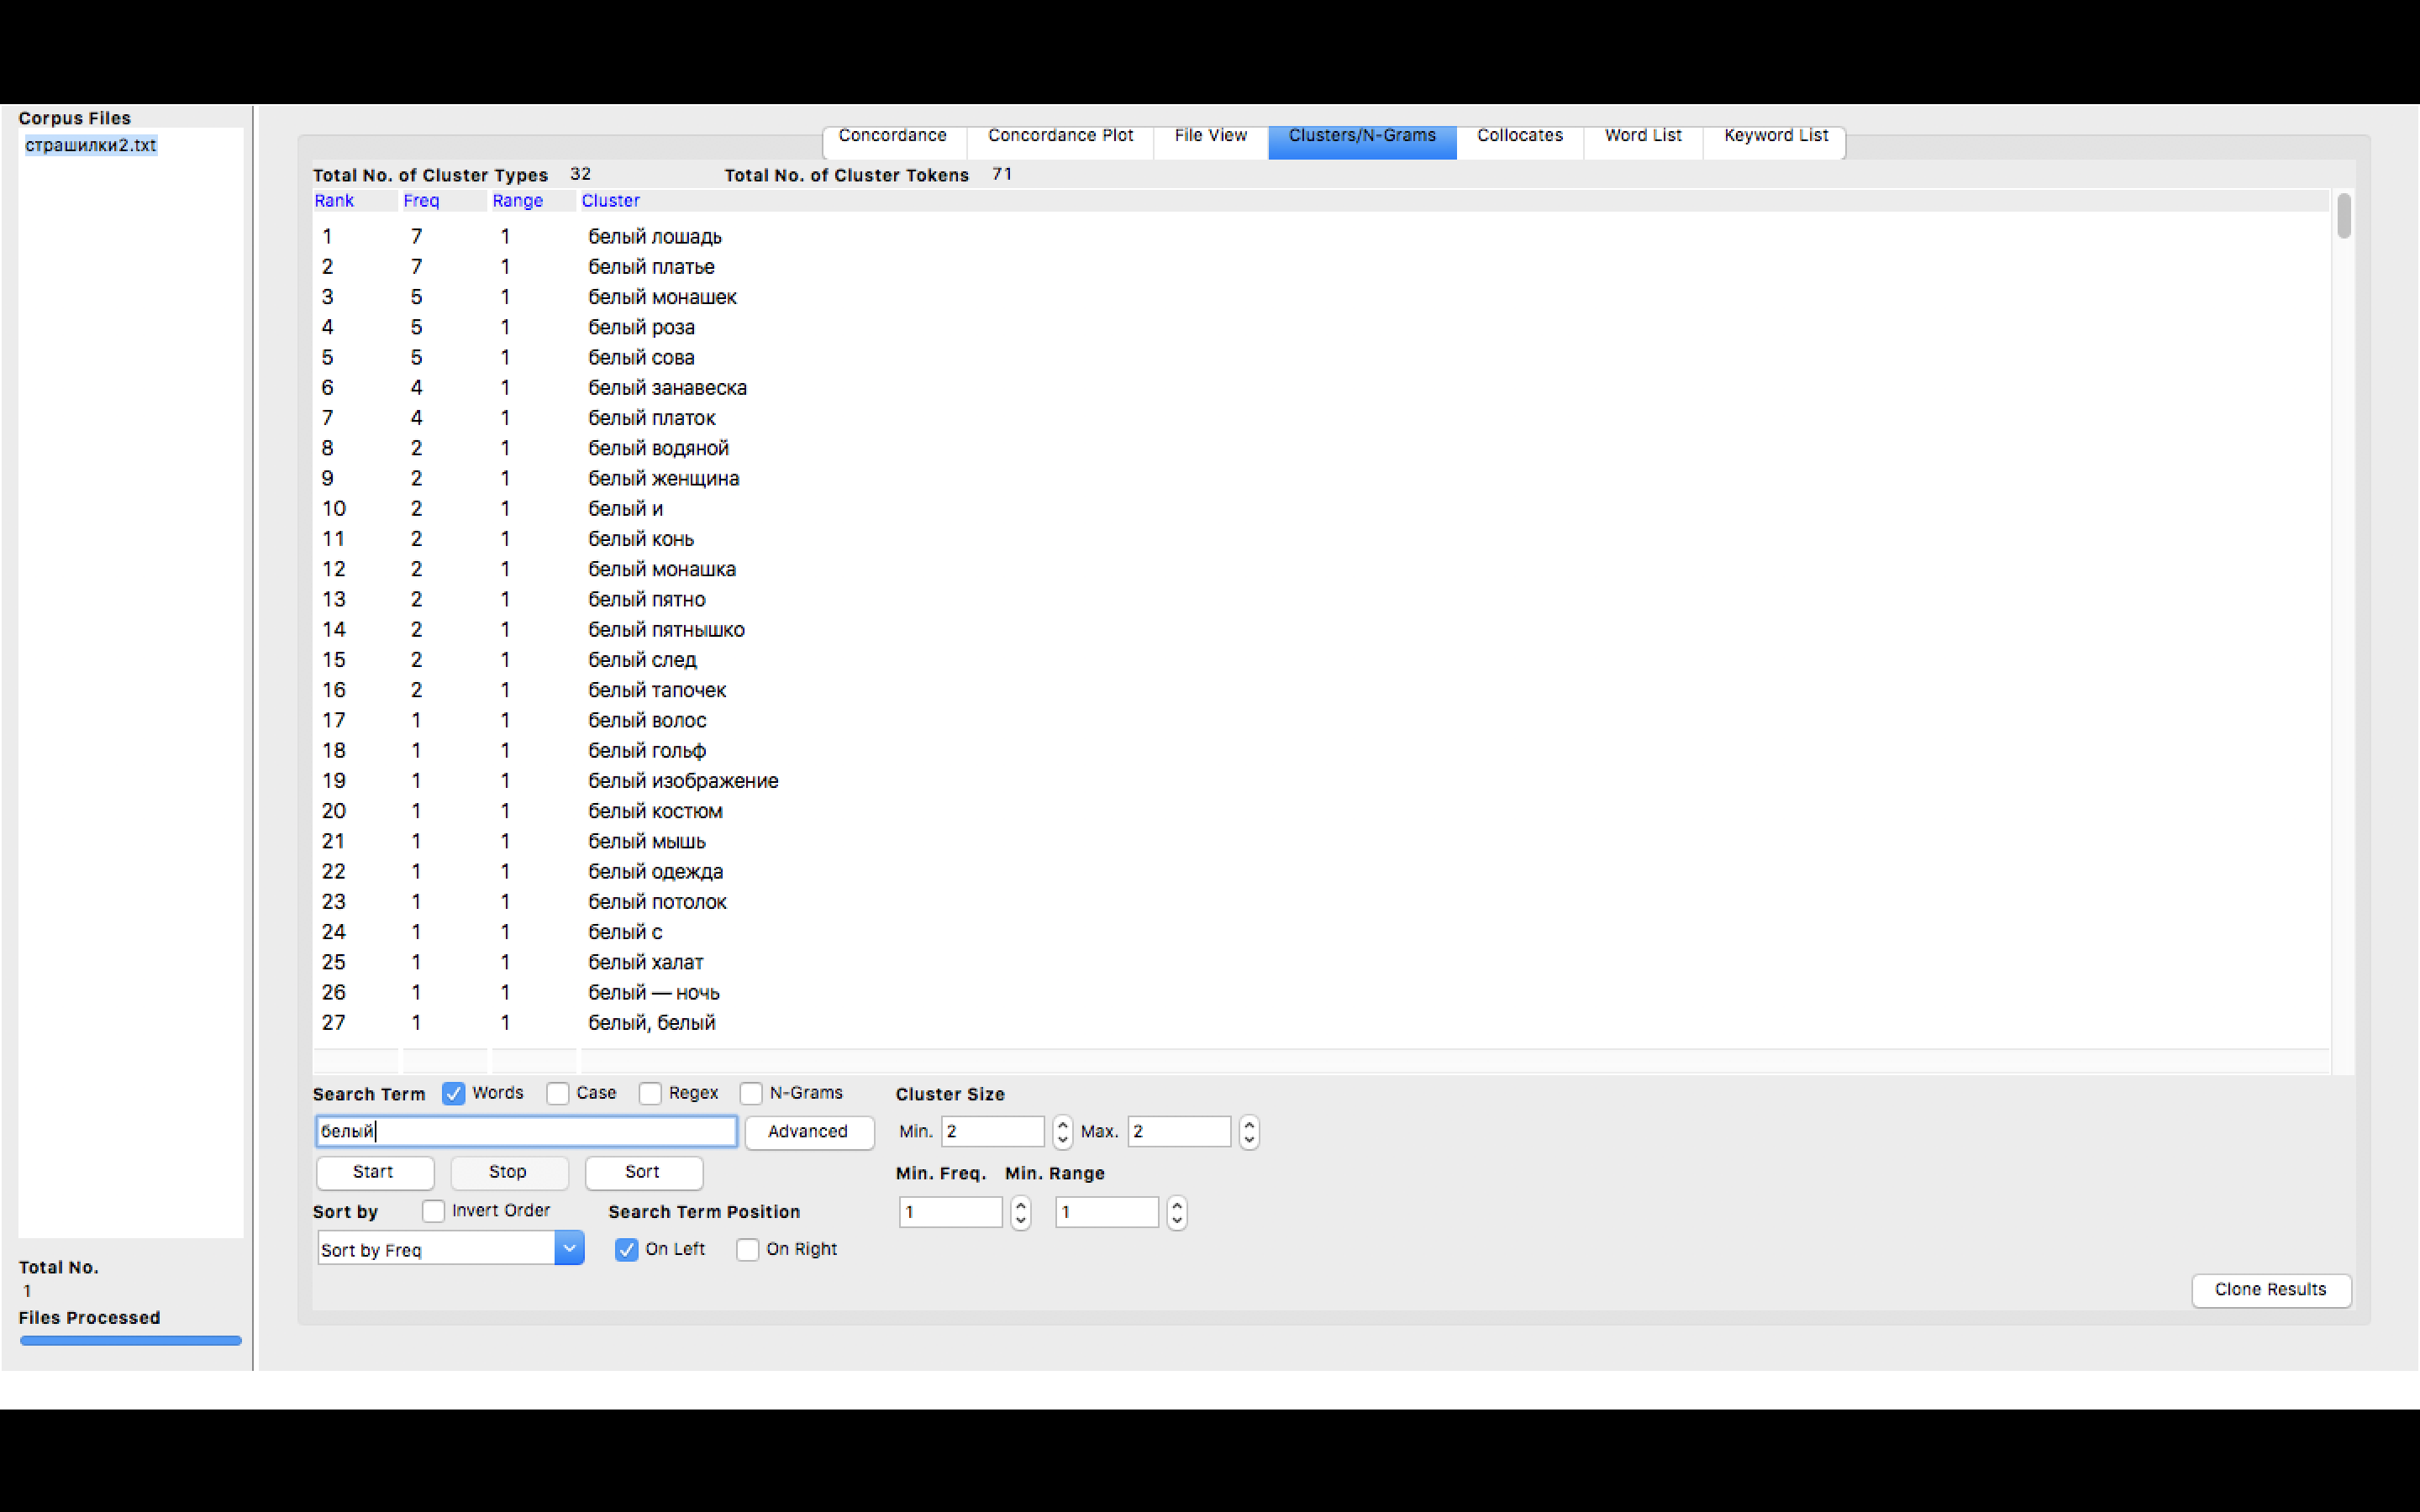 Corpus Files
страшилки2.txt
Concordance Concordance Plot File View Clusters/N-Grams Collocates Word List Keyword List
Total No. of Cluster Types 32 Total No. of Cluster Tokens 71
Rank Freq Range Cluster
1 7 1 белый лошадь
2 7 1 белый платье
3 5 1 белый монашек
4 5 1 белый роза
5 5 1 белый сова
6 4 1 белый занавеска
7 4 1 белый платок
8 2 1 белый водяной
9 2 1 белый женщина
10 2 1 белый и
11 2 1 белый конь
12 2 1 белый монашка
13 2 1 белый пятно
14 2 1 белый пятнышко
15 2 1 белый след
16 2 1 белый тапочек
17 1 1 белый волос
18 1 1 белый гольф
19 1 1 белый изображение
20 1 1 белый костюм
21 1 1 белый мышь
22 1 1 белый одежда
23 1 1 белый потолок
24 1 1 белый с
25 1 1 белый халат
26 1 1 белый — ночь
27 1 1 белый, белый
Search Term Words Case Regex N-Grams Cluster Size
белый Advanced Min. 2 Max. 2
Start Stop Sort Min. Freq. Min. Range
Sort by Invert Order Search Term Position 1 1
Sort by Freq On Left On Right
Clone Results
Total No.
1
Files Processed